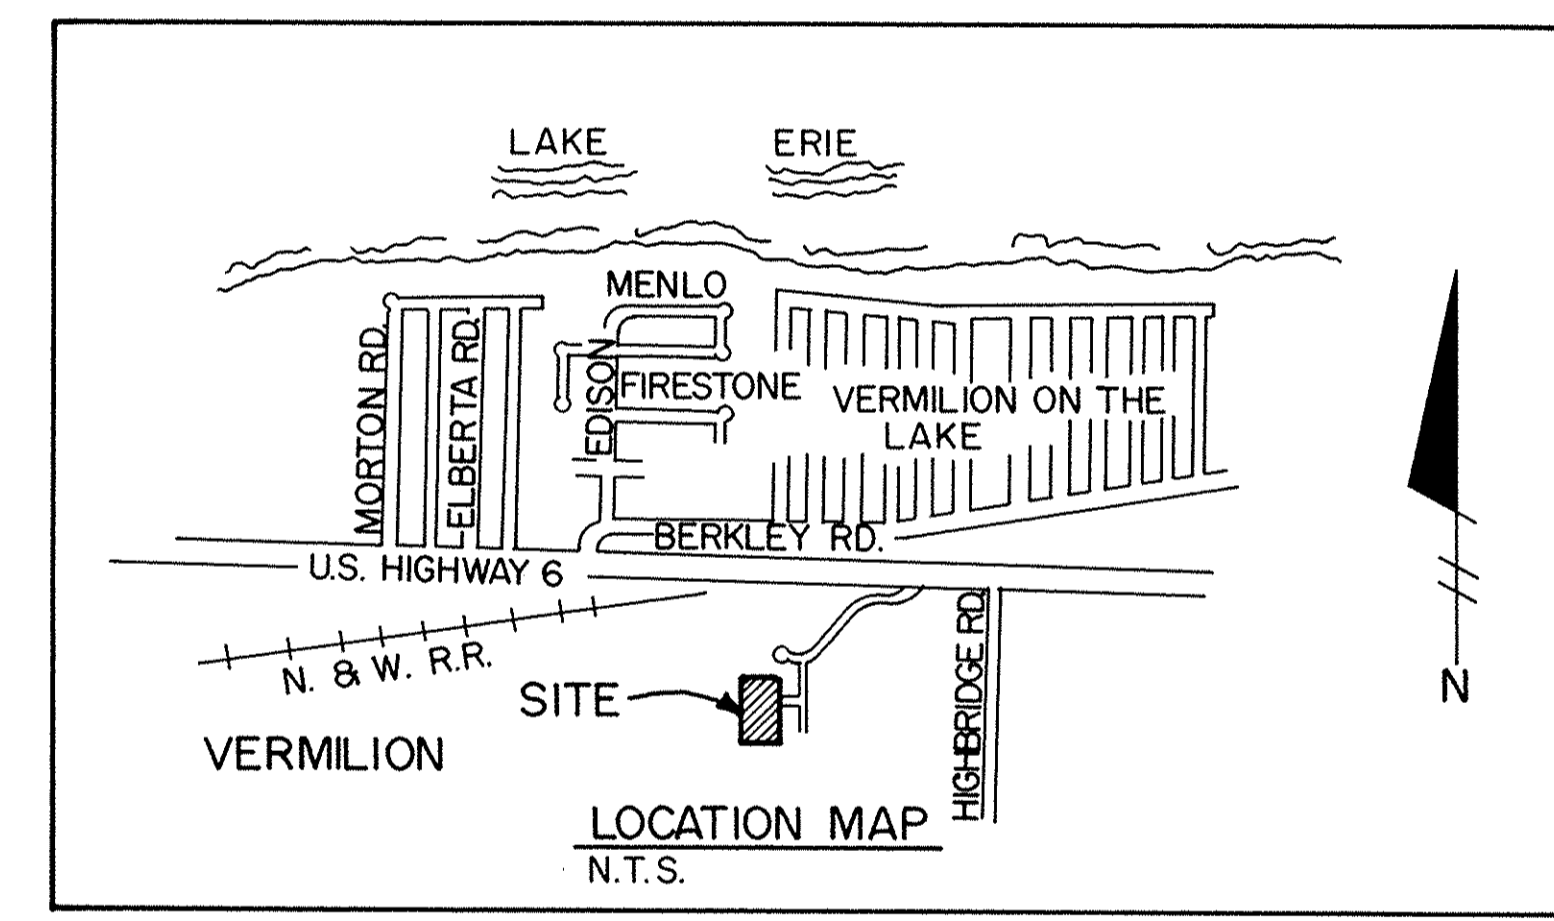 LAKE ERIE
MENLO
MORTON RD.
ELBERTA RD.
EDISON
FIRESTONE
VERMILION ON THE
LAKE
BERKLEY RD.
U.S. HIGHWAY 6
N. & W. R.R.
HIGHBRIDGE RD.
SITE
VERMILION
N
LOCATION MAP
N.T.S.